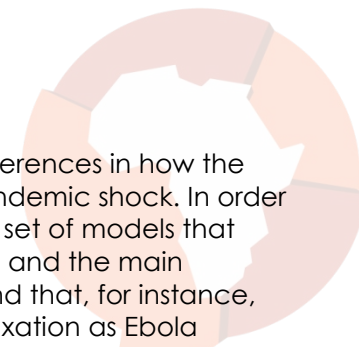 erences in how the
ndemic shock. In order
set of models that
and the main
d that, for instance,
xation as Ebola